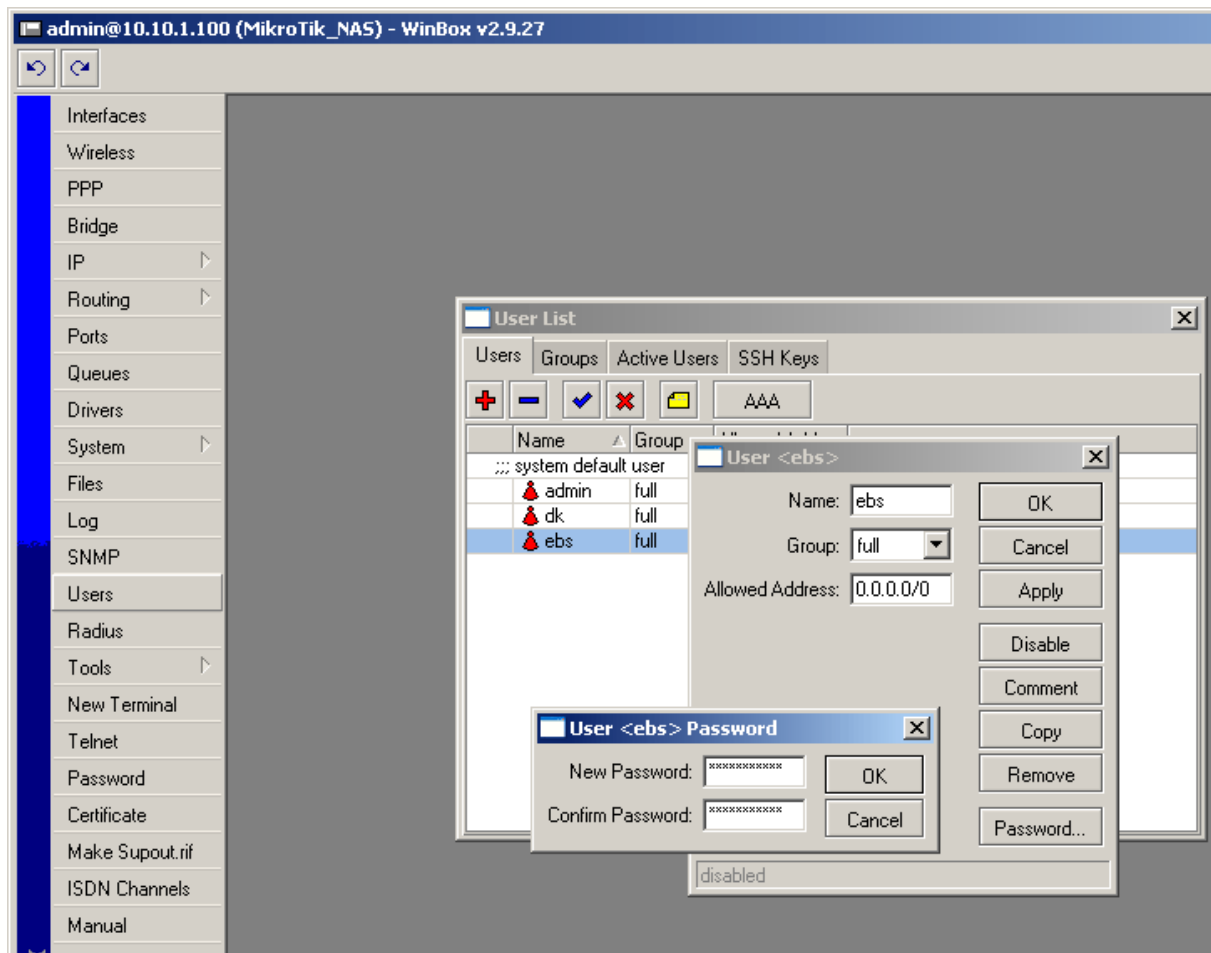 admin@10.10.1.100 (MikroTik_NAS) - WinBox v2.9.27
Interfaces
Wireless
PPP
Bridge
IP
Routing
Ports
Queues
Drivers
System
Files
Log
SNMP
Users
Radius
Tools
New Terminal
Telnet
Password
Certificate
Make Supout.rif
ISDN Channels
Manual
User List
Users Groups Active Users SSH Keys
AAA
Name Group
;;; system default user
admin full
dk full
ebs full
User <ebs>
Name: ebs
Group: full
Allowed Address: 0.0.0.0/0
OK
Cancel
Apply
Disable
Comment
Copy
Remove
Password...
disabled
User <ebs> Password
New Password: ***********
Confirm Password: ***********
OK
Cancel